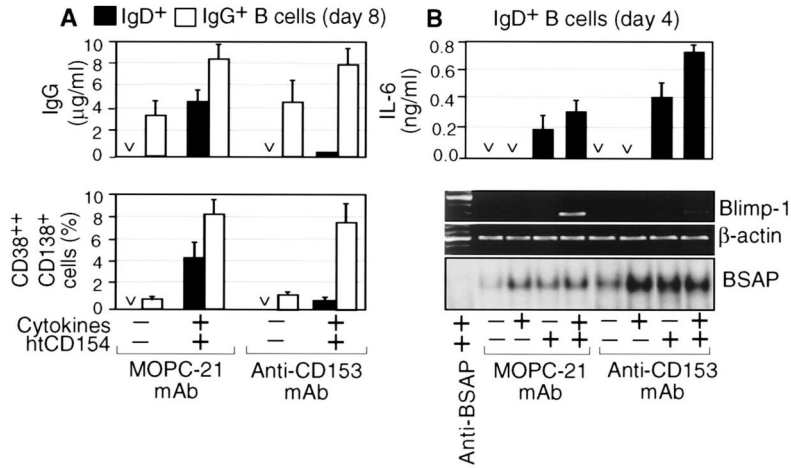 A IgD+ IgG+ B cells (day 8)
IgG
(μg/ml)
10
8
6
4
2
0
v v
CD38++
CD138+
cells (%)
10
8
6
4
2
0
v v
Cytokines − + − +
htCD154 − + − +
MOPC-21
mAb
Anti-CD153
mAb
B IgD+ B cells (day 4)
IL-6
(ng/ml)
0.8
0.6
0.4
0.2
0.0
v v v v
Blimp-1
β-actin
BSAP
+ − + − + − + − +
+ − − + + − − + +
Anti-BSAP
MOPC-21
mAb
Anti-CD153
mAb